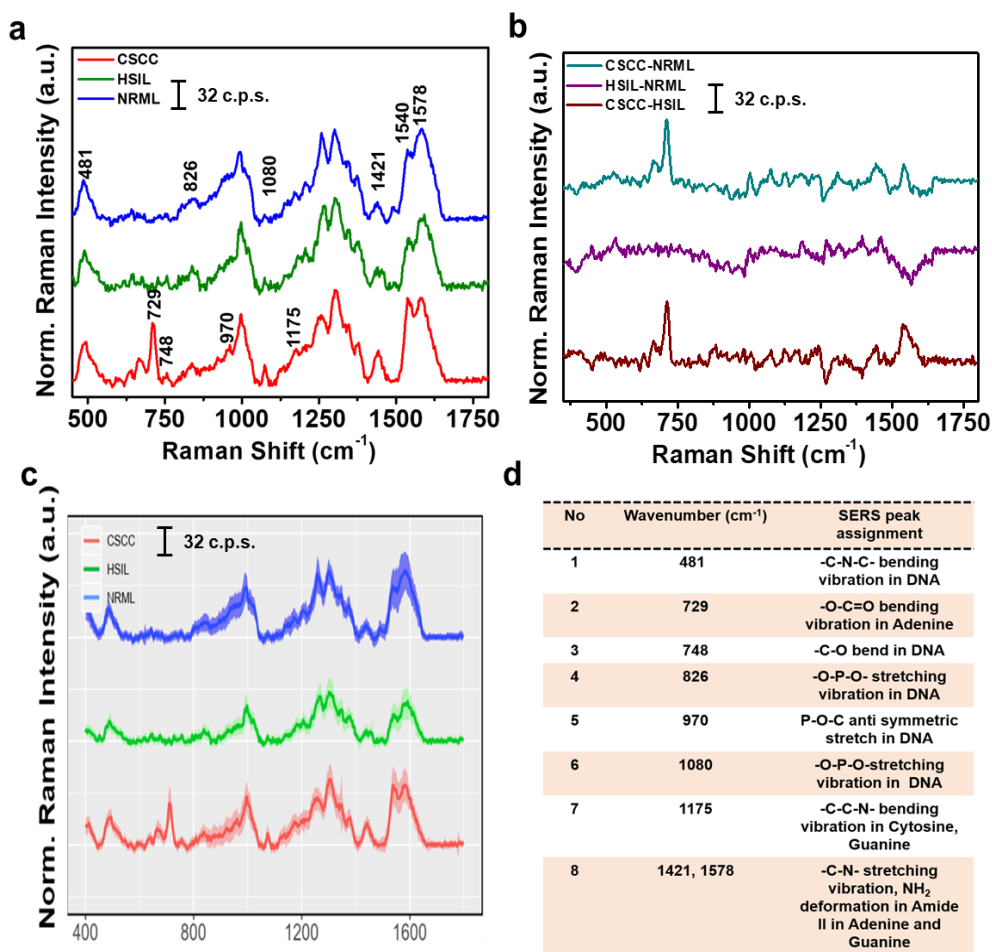 a
Norm. Raman Intensity (a.u.)
CSCC
HSIL
NRML
32 c.p.s.
481
826
1080
1421
1540
1578
729
748
970
1175
500 750 1000 1250 1500 1750
Raman Shift (cm-1)
b
Norm. Raman Intensity (a.u.)
CSCC-NRML
HSIL-NRML
CSCC-HSIL
32 c.p.s.
500 750 1000 1250 1500 1750
Raman Shift (cm-1)
c
Norm. Raman Intensity (a.u.)
CSCC
HSIL
NRML
32 c.p.s.
400 800 1200 1600
d
No Wavenumber (cm-1) SERS peak
assignment
1 481 -C-N-C- bending
vibration in DNA
2 729 -O-C=O bending
vibration in Adenine
3 748 -C-O bend in DNA
4 826 -O-P-O- stretching
vibration in DNA
5 970 P-O-C anti symmetric
stretch in DNA
6 1080 -O-P-O-stretching
vibration in DNA
7 1175 -C-C-N- bending
vibration in Cytosine,
Guanine
8 1421, 1578 -C-N- stretching
vibration, NH2
deformation in Amide
II in Adenine and
Guanine